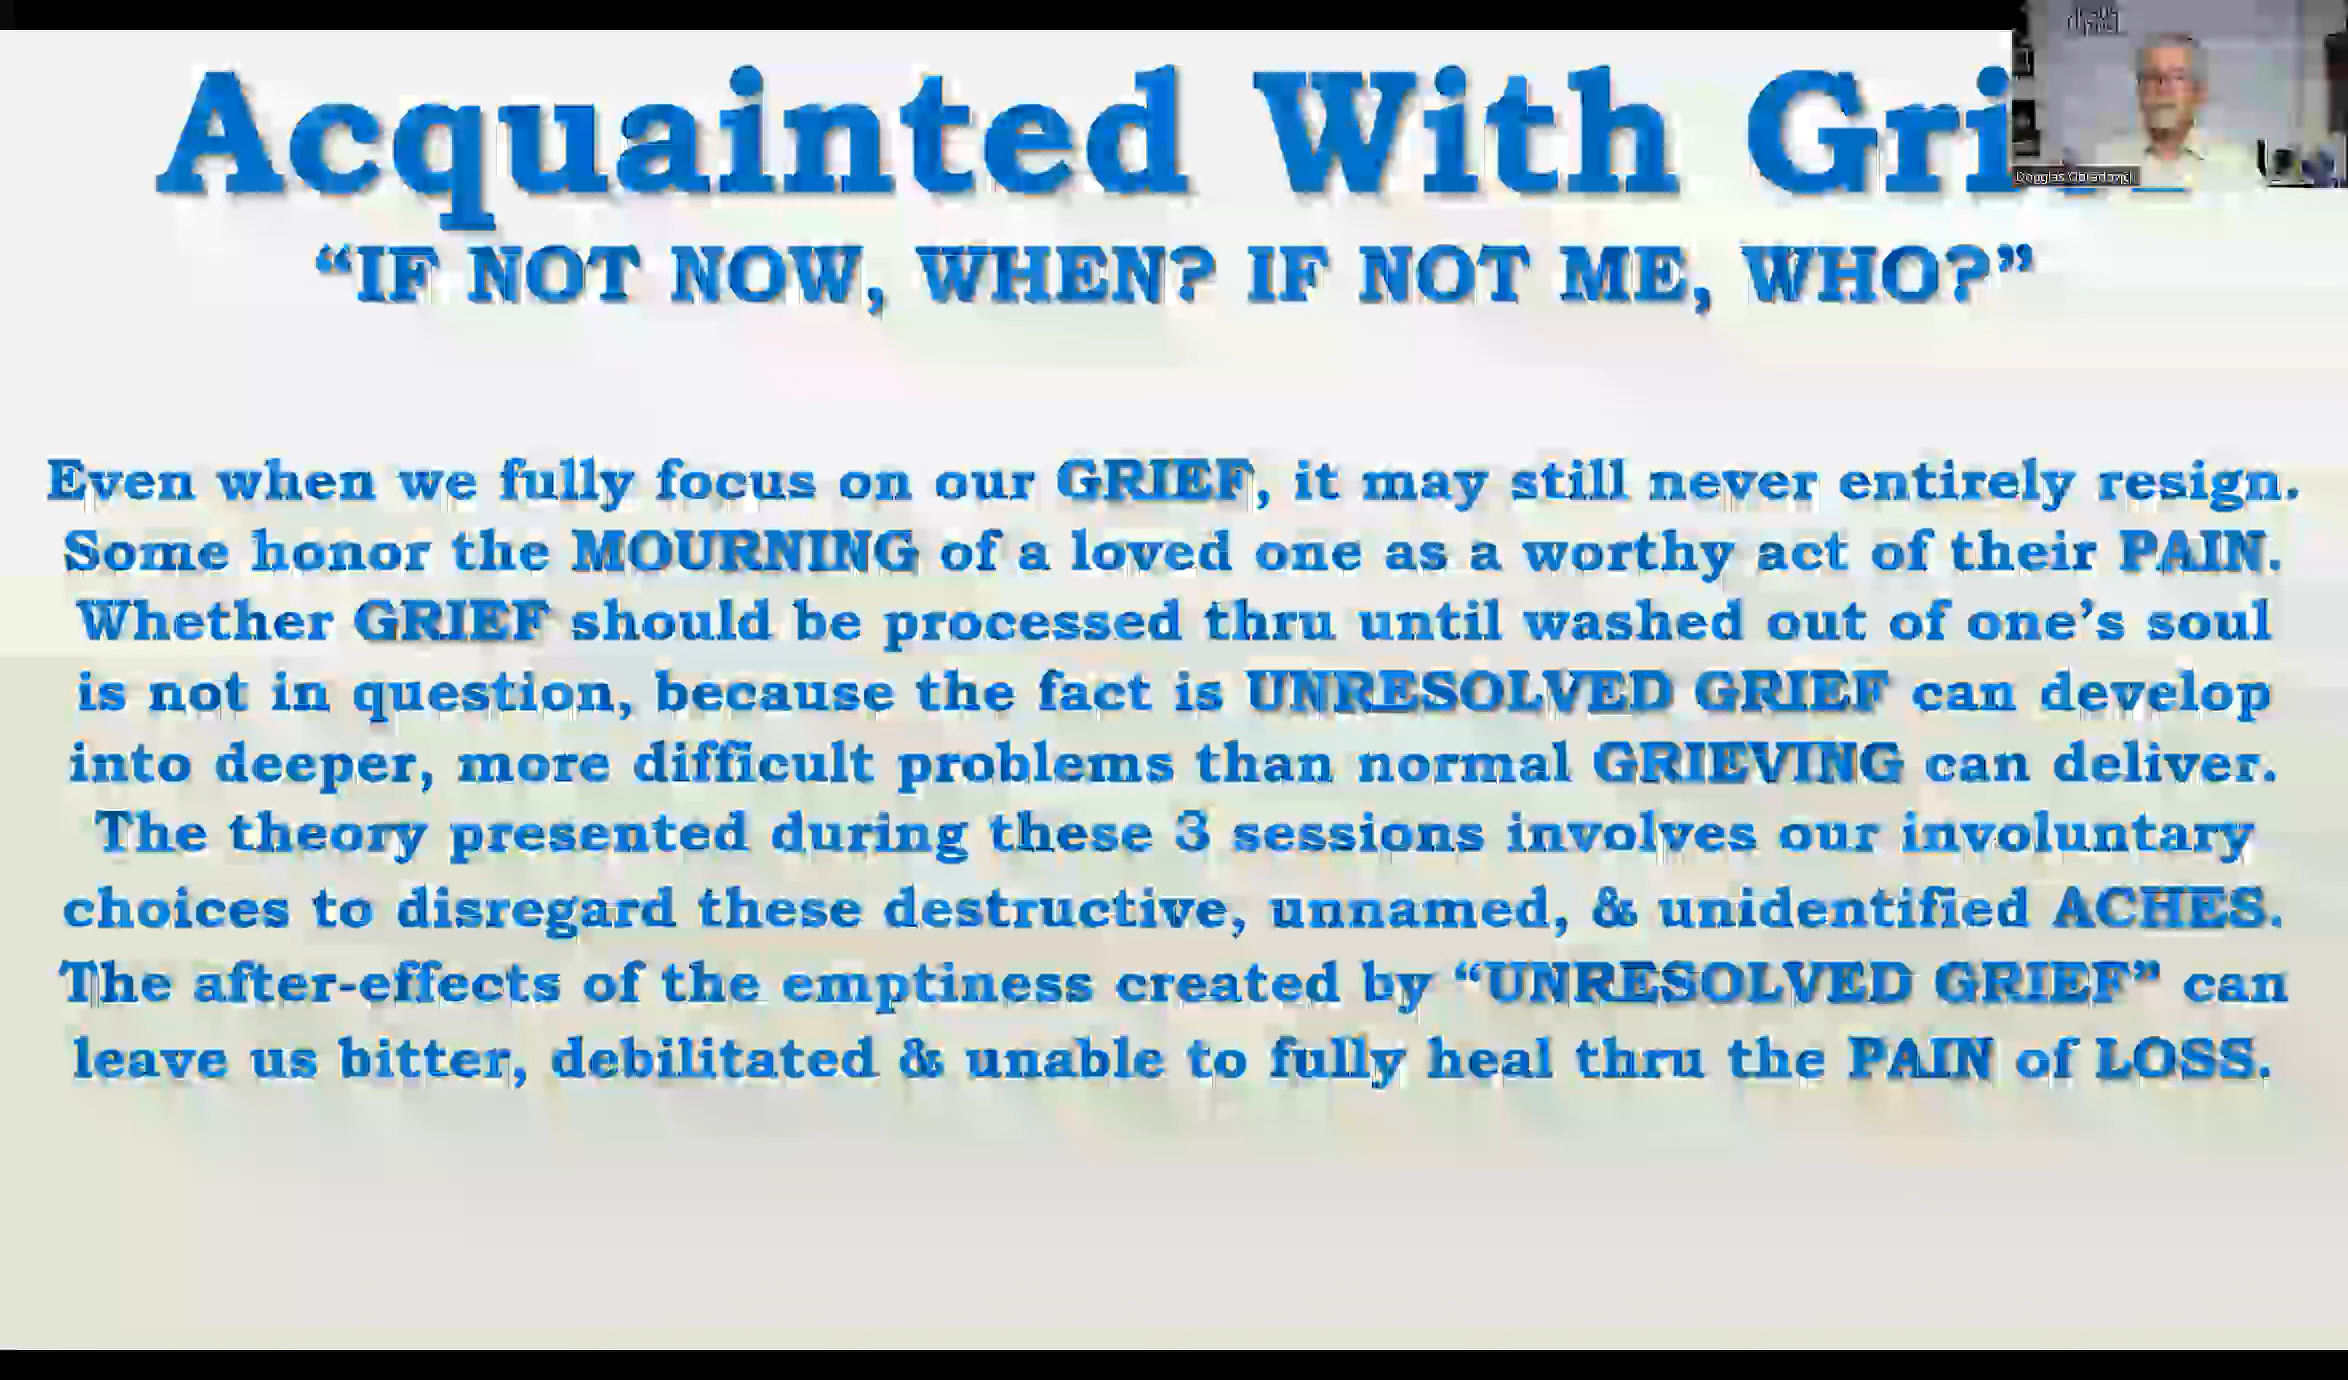 Acquainted With Gri
“IF NOT NOW, WHEN? IF NOT ME, WHO?”
Even when we fully focus on our GRIEF, it may still never entirely resign.
Some honor the MOURNING of a loved one as a worthy act of their PAIN.
Whether GRIEF should be processed thru until washed out of one’s soul
is not in question, because the fact is UNRESOLVED GRIEF can develop
into deeper, more difficult problems than normal GRIEVING can deliver.
The theory presented during these 3 sessions involves our involuntary
choices to disregard these destructive, unnamed, & unidentified ACHES.
The after-effects of the emptiness created by “UNRESOLVED GRIEF” can
leave us bitter, debilitated & unable to fully heal thru the PAIN of LOSS.
Douglas